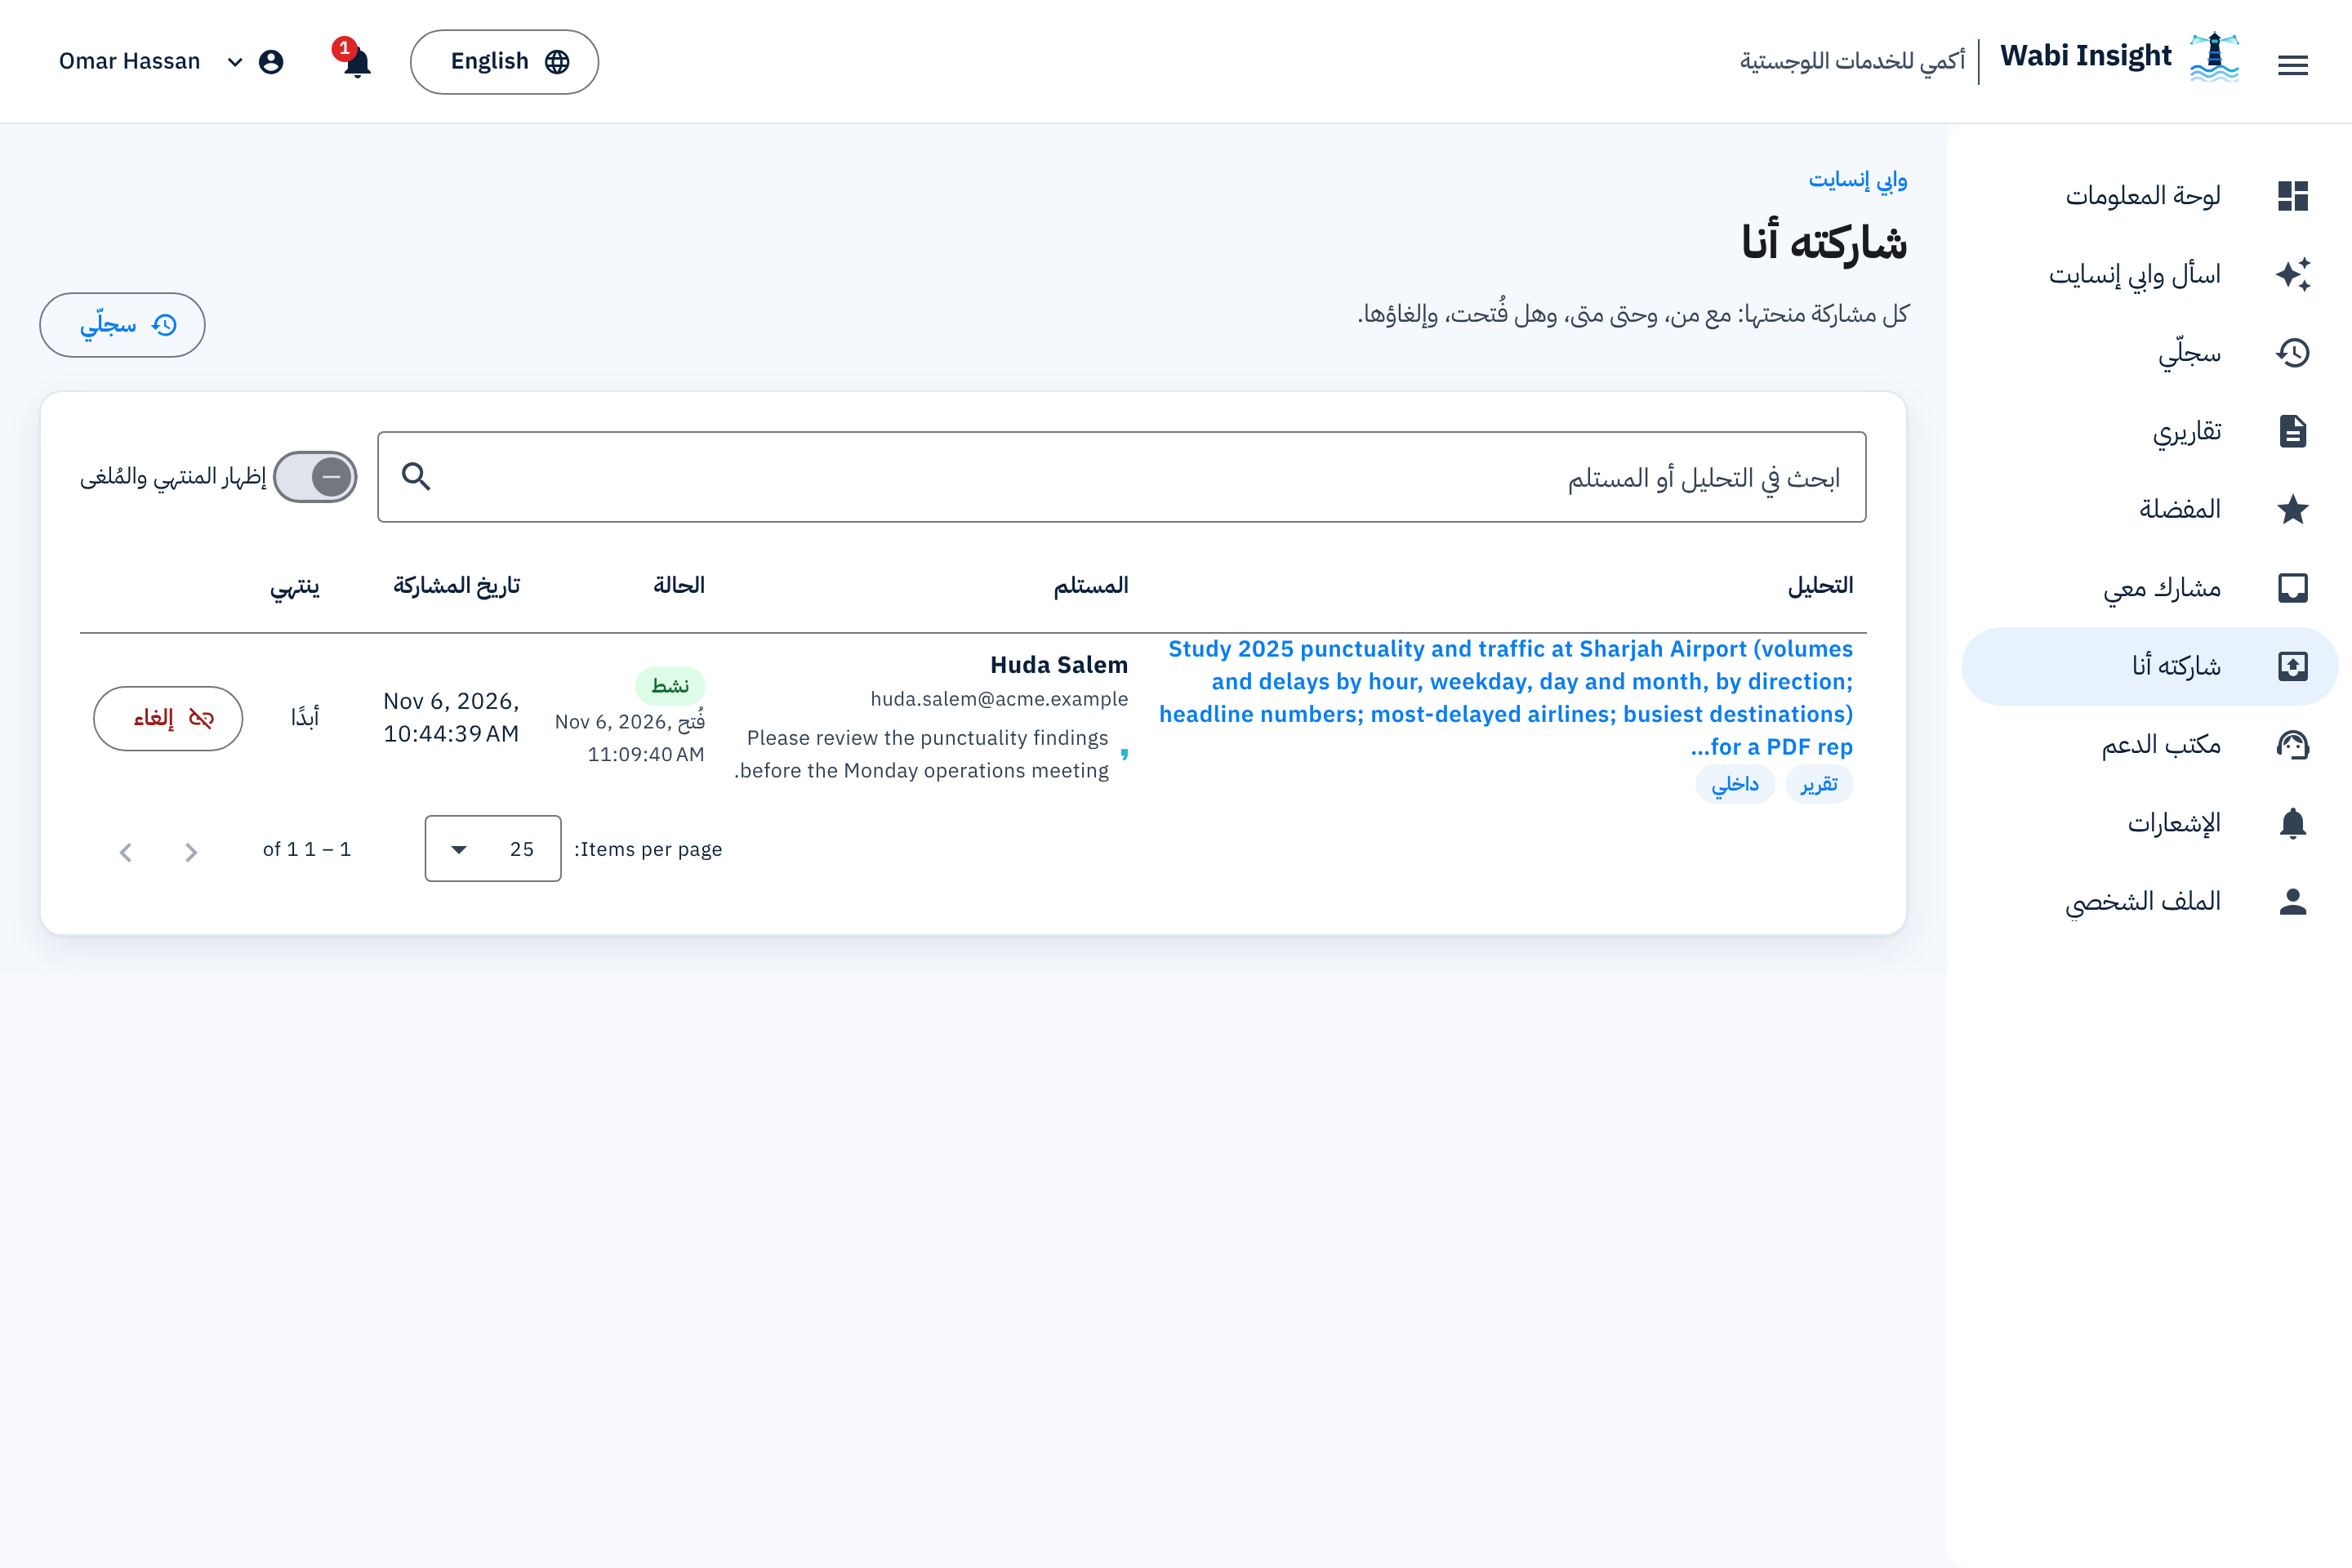 Wabi Insight
أكمي للخدمات اللوجستية
English
1
Omar Hassan
لوحة المعلومات
اسأل وابي إنسايت
سجلّي
تقاريري
المفضلة
مشارك معي
شاركته أنا
مكتب الدعم
الإشعارات
الملف الشخصي
وابي إنسايت
شاركته أنا
كل مشاركة منحتها: مع من، وحتى متى، وهل فُتحت، وإلغاؤها.
سجلّي
ابحث في التحليل أو المستلم
إظهار المنتهي والمُلغى
التحليل
المستلم
الحالة
تاريخ المشاركة
ينتهي
Study 2025 punctuality and traffic at Sharjah Airport (volumes
and delays by hour, weekday, day and month, by direction;
headline numbers; most-delayed airlines; busiest destinations)
for a PDF rep...
تقرير
داخلي
Huda Salem
huda.salem@acme.example
Please review the punctuality findings
before the Monday operations meeting.
نشط
فُتح Nov 6, 2026,
11:09:40 AM
Nov 6, 2026,
10:44:39 AM
أبدًا
إلغاء
Items per page:
25
1 – 1 of 1